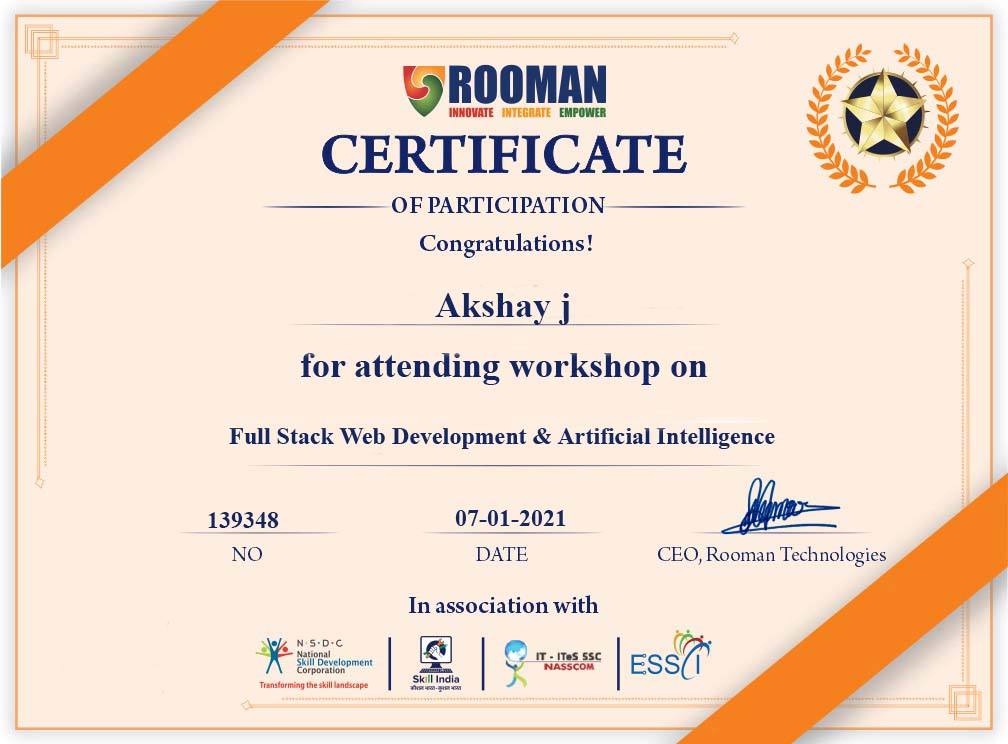 ROOMAN
INNOVATE INTEGRATE EMPOWER
CERTIFICATE
OF PARTICIPATION
Congratulations!
Akshay j
for attending workshop on
Full Stack Web Development & Artificial Intelligence
139348
NO
07-01-2021
DATE
CEO, Rooman Technologies
In association with
N·S·D·C
National
Skill Development
Corporation
Transforming the skill landscape
Skill India
कौशल भारत - कुशल भारत
IT - ITeS SSC
NASSCOM
ESSCI